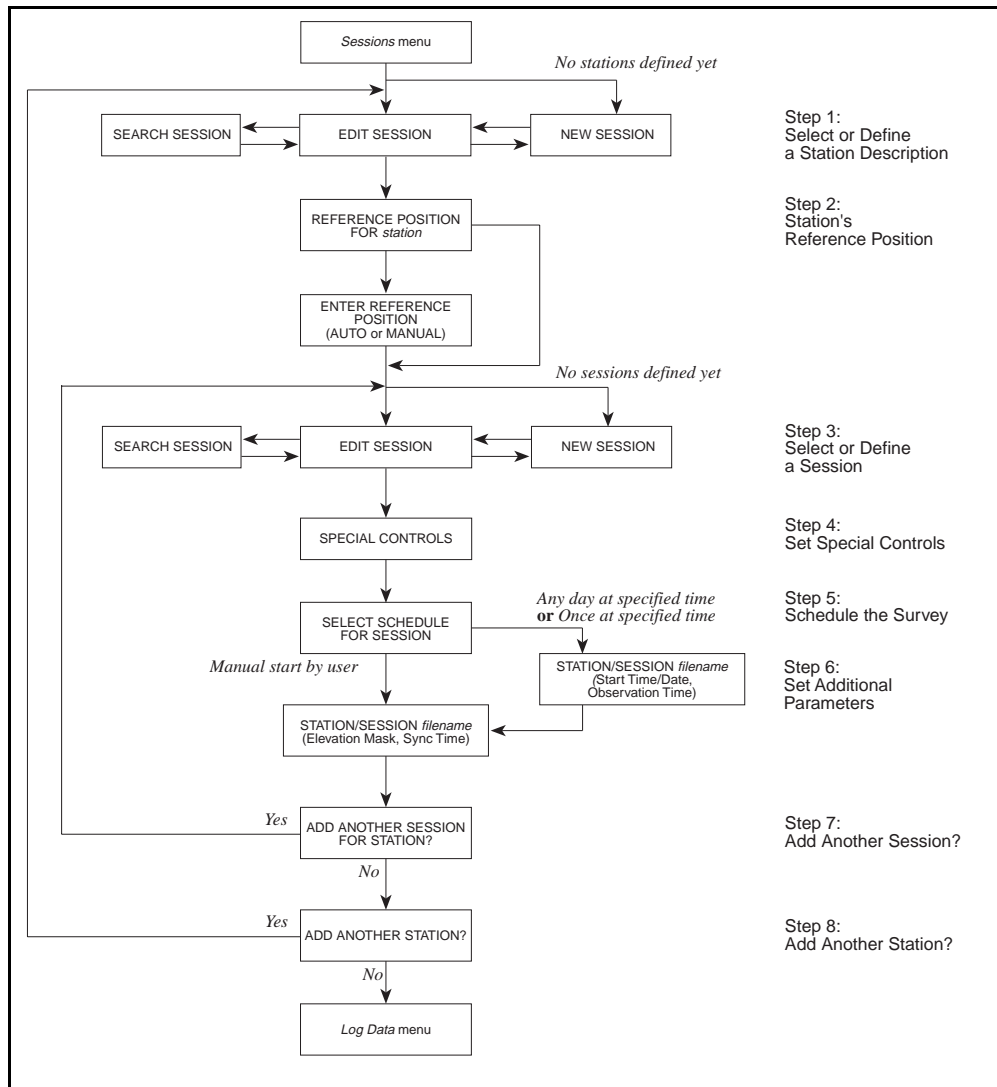 Sessions menu
No stations defined yet
SEARCH SESSION
EDIT SESSION
NEW SESSION
Step 1:
Select or Define
a Station Description
REFERENCE POSITION
FOR station
Step 2:
Station's
Reference Position
ENTER REFERENCE
POSITION
(AUTO or MANUAL)
No sessions defined yet
SEARCH SESSION
EDIT SESSION
NEW SESSION
Step 3:
Select or Define
a Session
SPECIAL CONTROLS
Step 4:
Set Special Controls
SELECT SCHEDULE
FOR SESSION
Any day at specified time
or Once at specified time
Step 5:
Schedule the Survey
Manual start by user
STATION/SESSION filename
(Start Time/Date,
Observation Time)
Step 6:
Set Additional
Parameters
STATION/SESSION filename
(Elevation Mask, Sync Time)
Yes
ADD ANOTHER SESSION
FOR STATION?
Step 7:
Add Another Session?
No
Yes
ADD ANOTHER STATION?
Step 8:
Add Another Station?
No
Log Data menu